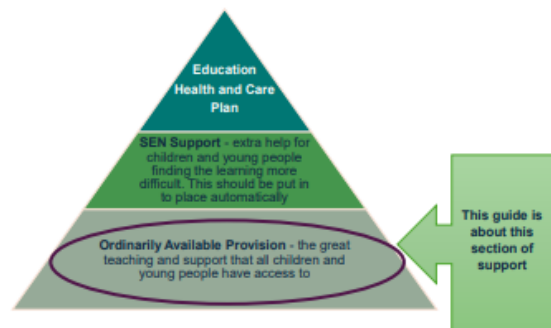 Education
Health and Care
Plan
SEN Support - extra help for
children and young people
finding the learning more
difficult. This should be put in
to place automatically
Ordinarily Available Provision - the great
teaching and support that all children and
young people have access to
This guide is
about this
section of
support